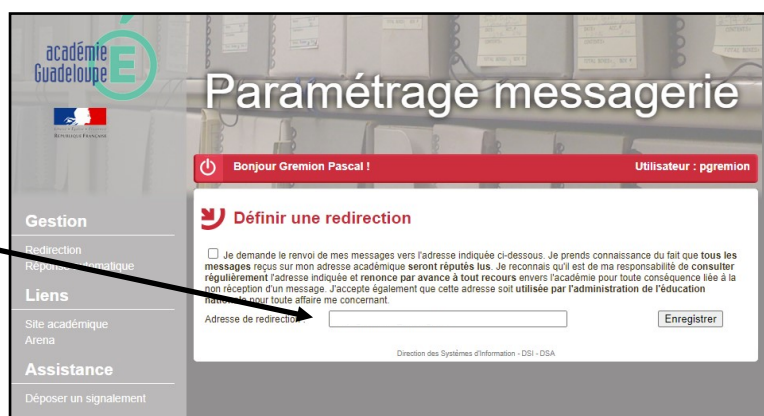 académie
Guadeloupe
RÉPUBLIQUE FRANÇAISE
Paramétrage messagerie
Bonjour Gremion Pascal !
Utilisateur : pgremion
Gestion
Redirection
Réponse automatique
Liens
Site académique
Arena
Assistance
Déposer un signalement
Définir une redirection
Je demande le renvoi de mes messages vers l'adresse indiquée ci-dessous. Je prends connaissance du fait que tous les
messages reçus sur mon adresse académique seront réputés lus. Je reconnais qu'il est de ma responsabilité de consulter
régulièrement l'adresse indiquée et renonce par avance à tout recours envers l'académie pour toute conséquence liée à la
non réception d'un message. J'accepte également que cette adresse soit utilisée par l'administration de l'éducation
nationale pour toute affaire me concernant.
Adresse de redirection :
Enregistrer
Direction des Systèmes d'Information - DSI - DSA